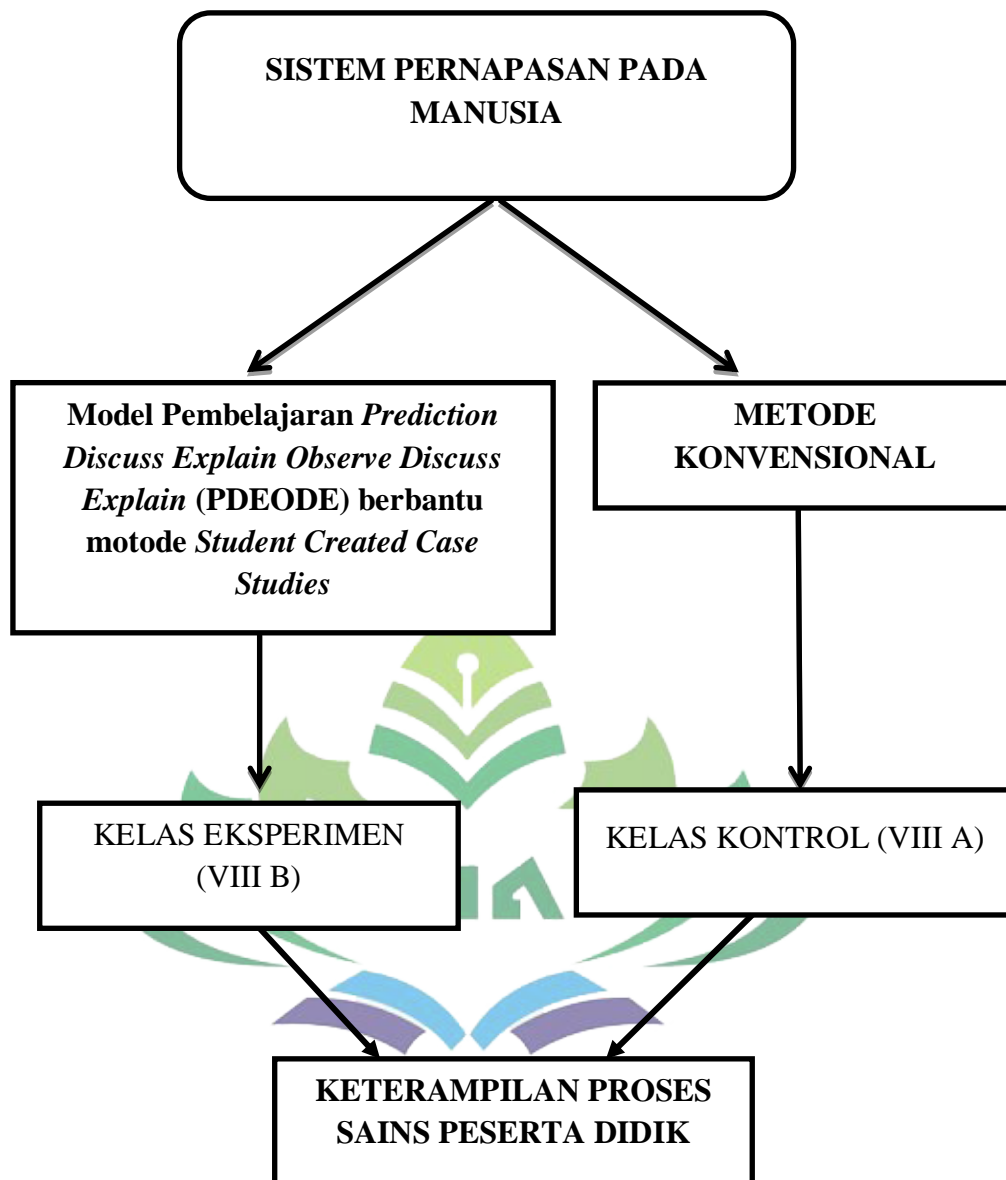 SISTEM PERNAPASAN PADA
MANUSIA
Model Pembelajaran Prediction
Discuss Explain Observe Discuss
Explain (PDEODE) berbantu
motode Student Created Case
Studies
METODE
KONVENSIONAL
KELAS EKSPERIMEN
(VIII B)
KELAS KONTROL (VIII A)
KETERAMPILAN PROSES
SAINS PESERTA DIDIK